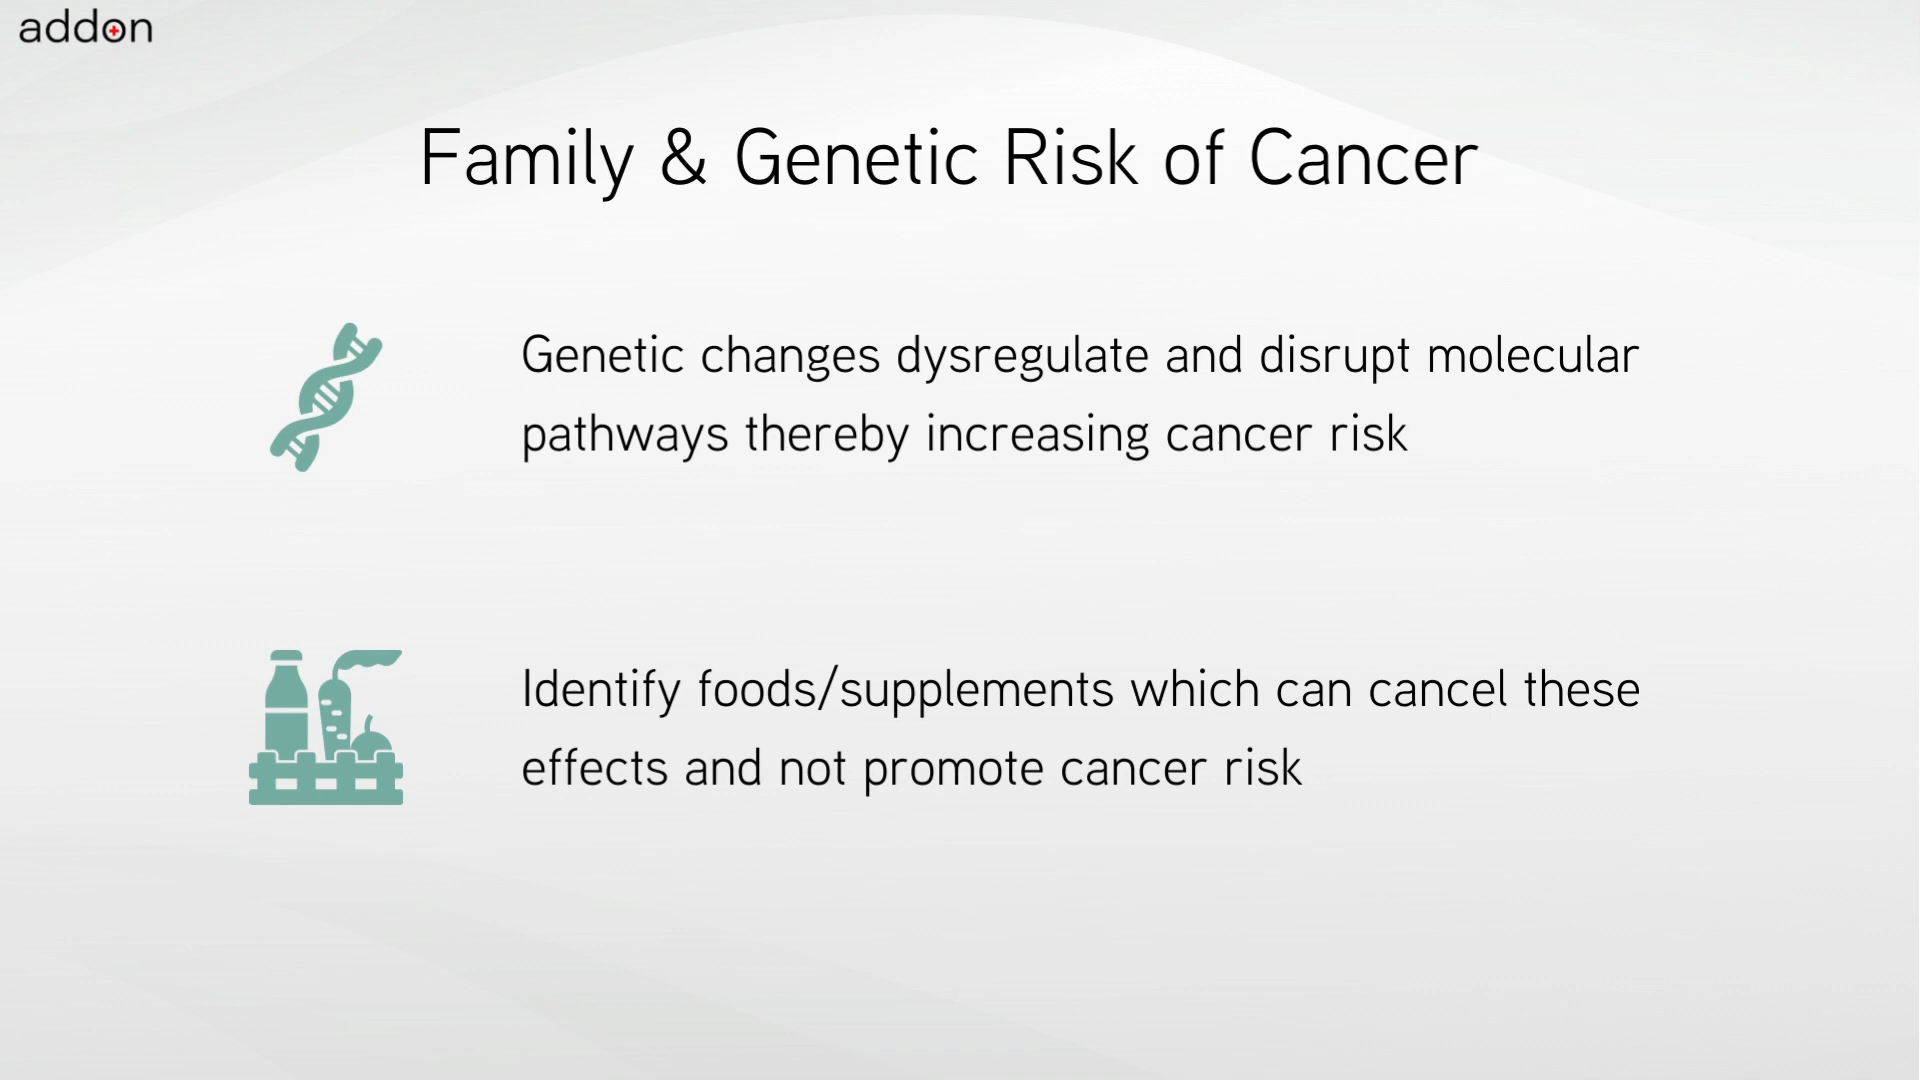 addon
Family & Genetic Risk of Cancer
Genetic changes dysregulate and disrupt molecular
pathways thereby increasing cancer risk
Identify foods/supplements which can cancel these
effects and not promote cancer risk